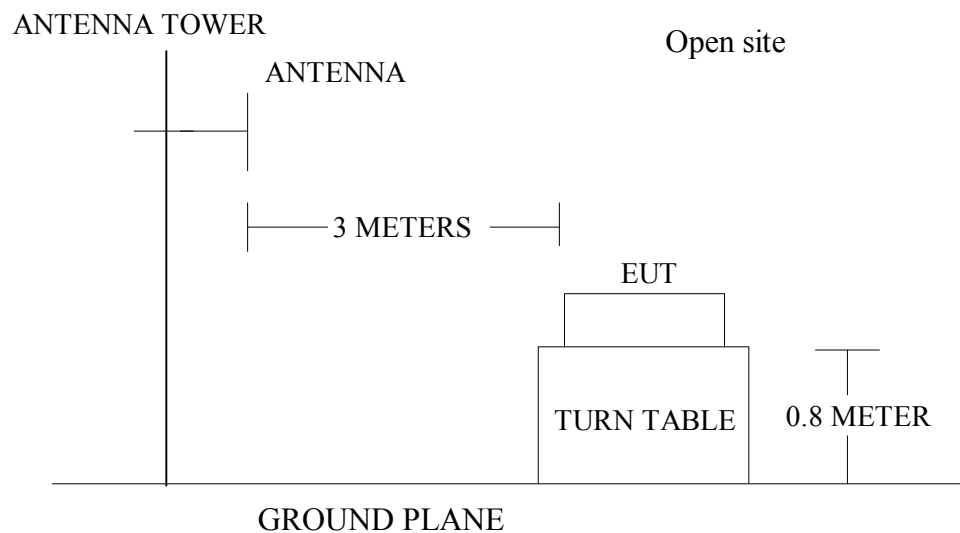 ANTENNA TOWER
Open site
ANTENNA
3 METERS
EUT
TURN TABLE
0.8 METER
GROUND PLANE